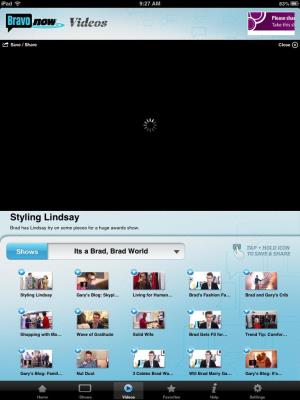 iPad 9:27 AM 83%
Bravo now Videos
Please sha
Take this su
Save / Share Close
Styling Lindsay
Brad has Lindsay try on some pieces for a huge awards show.
Shows Its a Brad, Brad World TAP + HOLD ICON
TO SAVE & SHARE
Styling Lindsay Gary's Blog: Skypi... Living for Human... Brad's Fashion Fa... Brad and Gary's Crib
Shopping with Ma... Wave of Gratitude Solid Wife Brad Gets Fit for ... Trend Tip: Comfor...
Gary's Blog: Famil... Nut Dual 3 Celebs Brad W... Will Brad Marry Ga... Gary's Blog: It's...
Home Shows Videos Favorites Help Settings